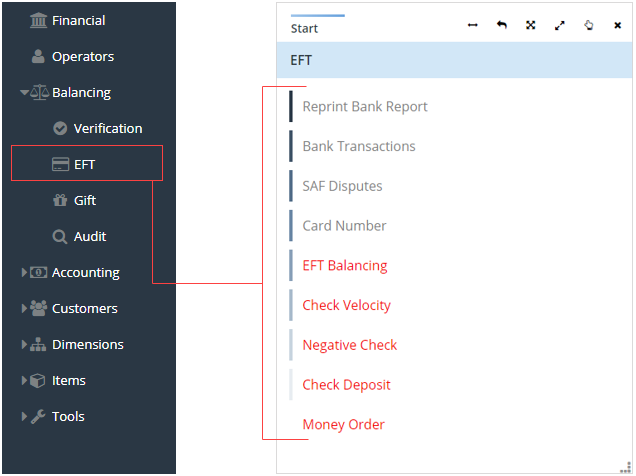 Financial
Operators
Balancing
Verification
EFT
Gift
Audit
Accounting
Customers
Dimensions
Items
Tools
Start
EFT
Reprint Bank Report
Bank Transactions
SAF Disputes
Card Number
EFT Balancing
Check Velocity
Negative Check
Check Deposit
Money Order